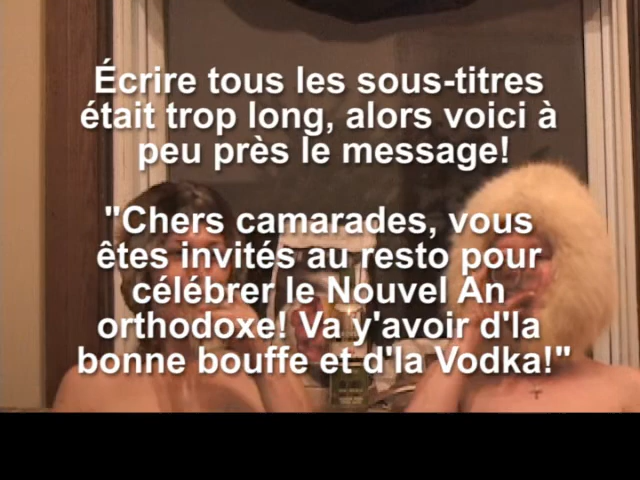 Écrire tous les sous-titres
était trop long, alors voici à
peu près le message!
"Chers camarades, vous
êtes invités au resto pour
célébrer le Nouvel An
orthodoxe! Va y'avoir d'la
bonne bouffe et d'la Vodka!"